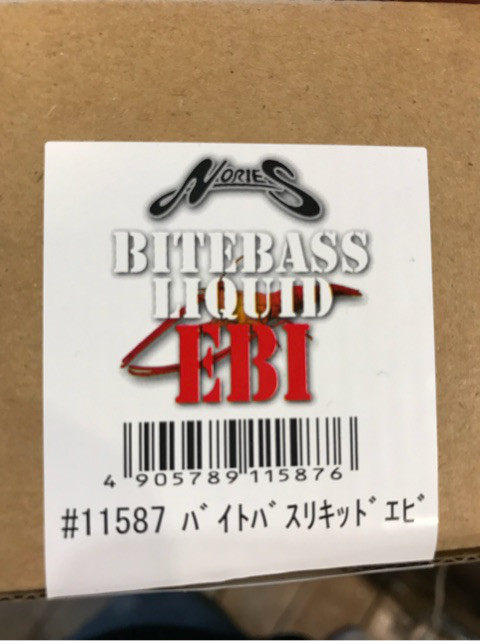 NORIES
BITEBASS
LIQUID
EBI
4 905789 115876
#11587 ﾊﾞｲﾄﾊﾞｽﾘｷｯﾄﾞｴﾋﾞ